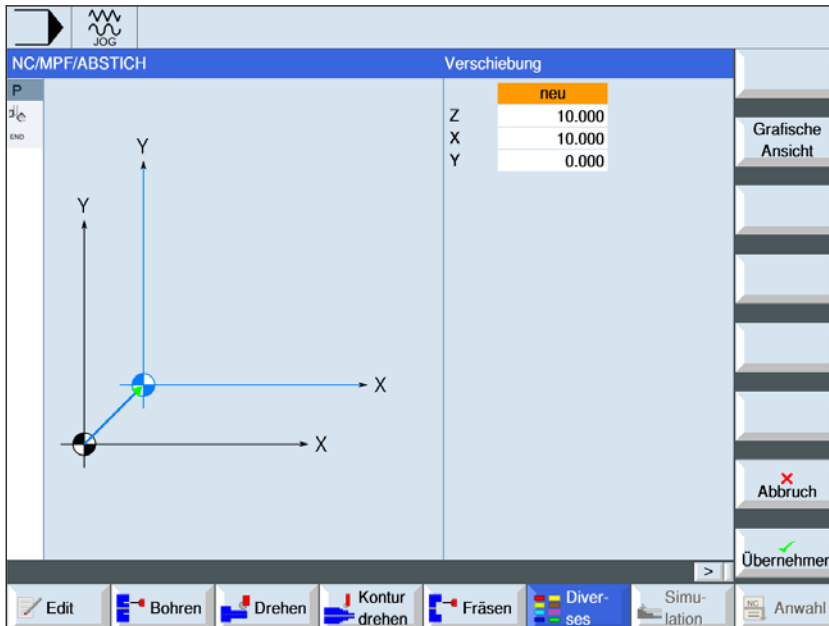 JOG
NC/MPF/ABSTICH
Verschiebung
P
END
neu
Z 10.000
X 10.000
Y 0.000
Y
Y
X
X
Grafische
Ansicht
Abbruch
Übernehmen
>
Edit
Bohren
Drehen
Kontur
drehen
Fräsen
Diver-
ses
Simu-
lation
NC
Anwahl